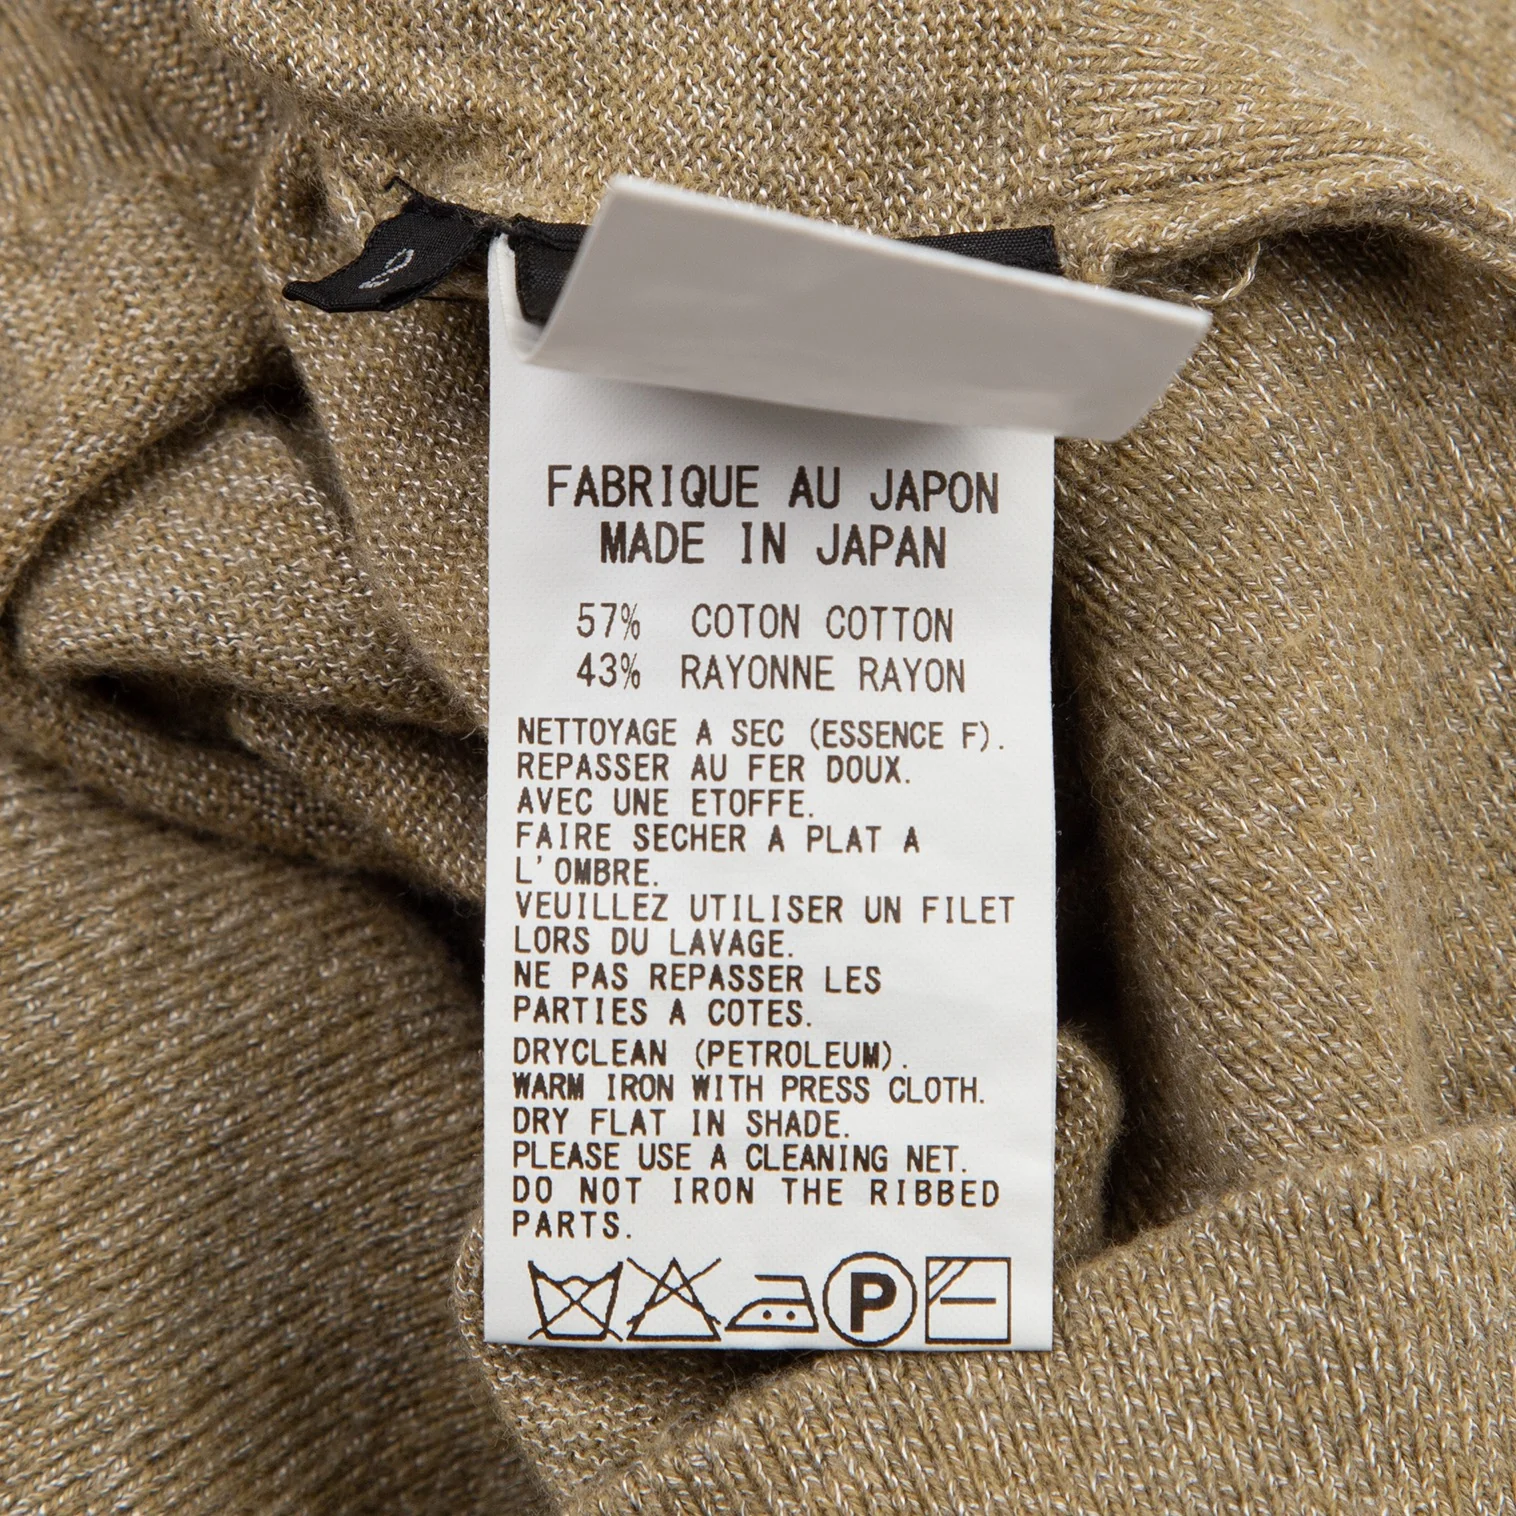 FABRIQUE AU JAPON
MADE IN JAPAN
57% COTON COTTON
43% RAYONNE RAYON
NETTOYAGE A SEC (ESSENCE F).
REPASSER AU FER DOUX.
AVEC UNE ETOFFE.
FAIRE SECHER A PLAT A
L'OMBRE.
VEUILLEZ UTILISER UN FILET
LORS DU LAVAGE.
NE PAS REPASSER LES
PARTIES A COTES.
DRYCLEAN (PETROLEUM).
WARM IRON WITH PRESS CLOTH.
DRY FLAT IN SHADE.
PLEASE USE A CLEANING NET.
DO NOT IRON THE RIBBED
PARTS.
P